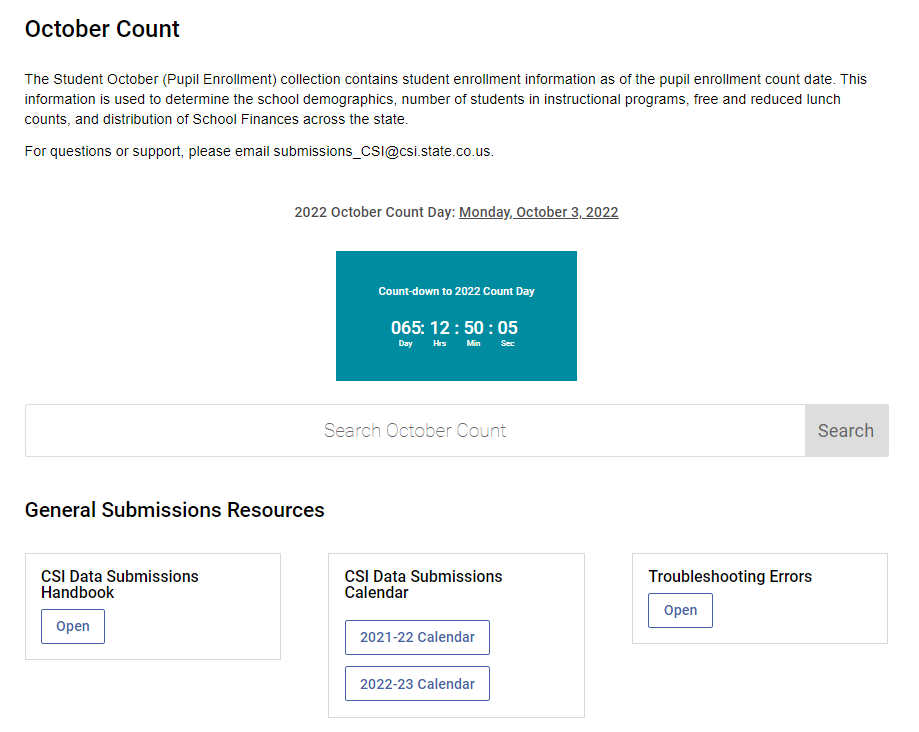 October Count
The Student October (Pupil Enrollment) collection contains student enrollment information as of the pupil enrollment count date. This
information is used to determine the school demographics, number of students in instructional programs, free and reduced lunch
counts, and distribution of School Finances across the state.
For questions or support, please email submissions_CSI@csi.state.co.us.
2022 October Count Day: Monday, October 3, 2022
Count-down to 2022 Count Day
065: 12 : 50 : 05
Day Hrs Min Sec
Search October Count Search
General Submissions Resources
CSI Data Submissions
Handbook
Open
CSI Data Submissions
Calendar
2021-22 Calendar
2022-23 Calendar
Troubleshooting Errors
Open